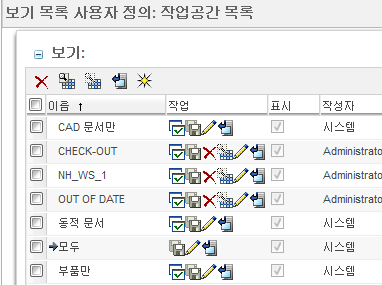 보기 목록 사용자 정의: 작업공간 목록
보기:
이름 ↑ 작업 표시 작성자
CAD 문서만 시스템
CHECK-OUT Administrato
NH_WS_1 Administrato
OUT OF DATE Administrato
동적 문서 시스템
모두 시스템
부품만 시스템